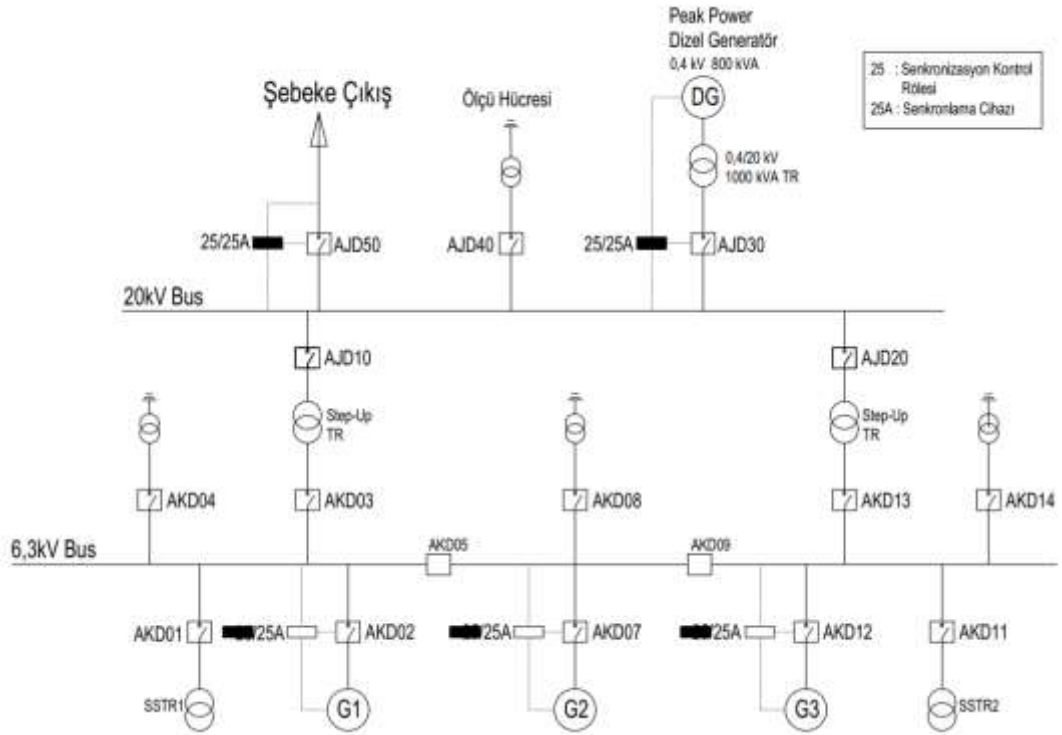 Peak Power
Dizel Generatör
0,4 kV 800 kVA
25 : Senkronizasyon Kontrol
Rölesi
25A : Senkronlama Cihazı
Şebeke Çıkış
Ölçü Hücresi
DG
0,4/20 kV
1000 kVA TR
25/25A
AJD50
AJD40
25/25A
AJD30
20kV Bus
AJD10
AJD20
Step-Up
TR
Step-Up
TR
AKD04
AKD03
AKD08
AKD13
AKD14
6,3kV Bus
AKD05
AKD09
AKD01
/25A
AKD02
/25A
AKD07
/25A
AKD12
AKD11
SSTR1
G1
G2
G3
SSTR2